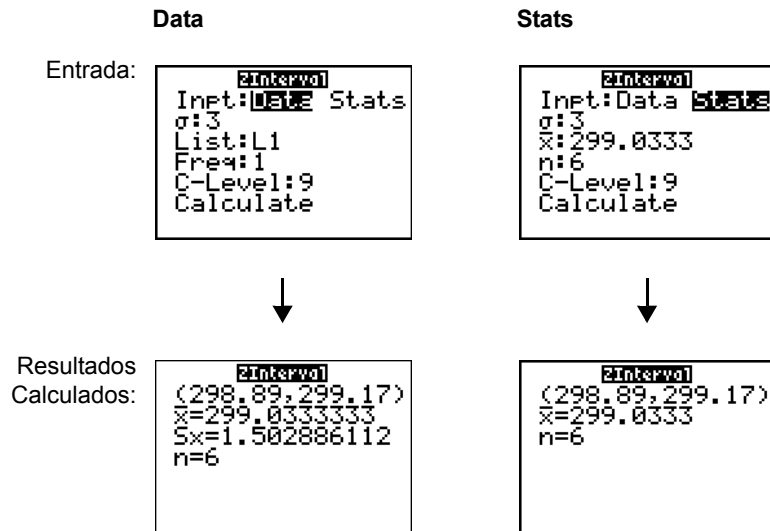 Data Stats
Entrada:
ZInterval
Inpt:Data Stats
σ:3
List:L1
Freq:1
C-Level:9
Calculate
ZInterval
Inpt:Data Stats
σ:3
x̄:299.0333
n:6
C-Level:9
Calculate
Resultados
Calculados:
ZInterval
(298.89,299.17)
x̄=299.0333333
Sx=1.502886112
n=6
ZInterval
(298.89,299.17)
x̄=299.0333
n=6